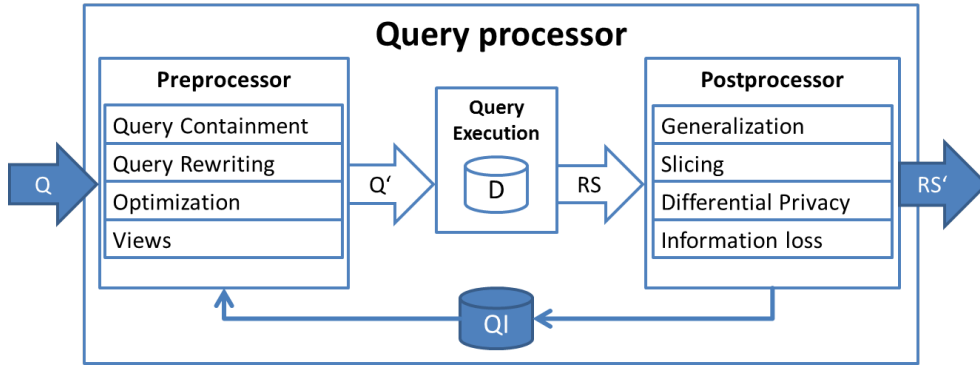 Query processor
Preprocessor
Query Containment
Query Rewriting
Optimization
Views
Query
Execution
D
Postprocessor
Generalization
Slicing
Differential Privacy
Information loss
Q
Q‘
RS
RS‘
QI